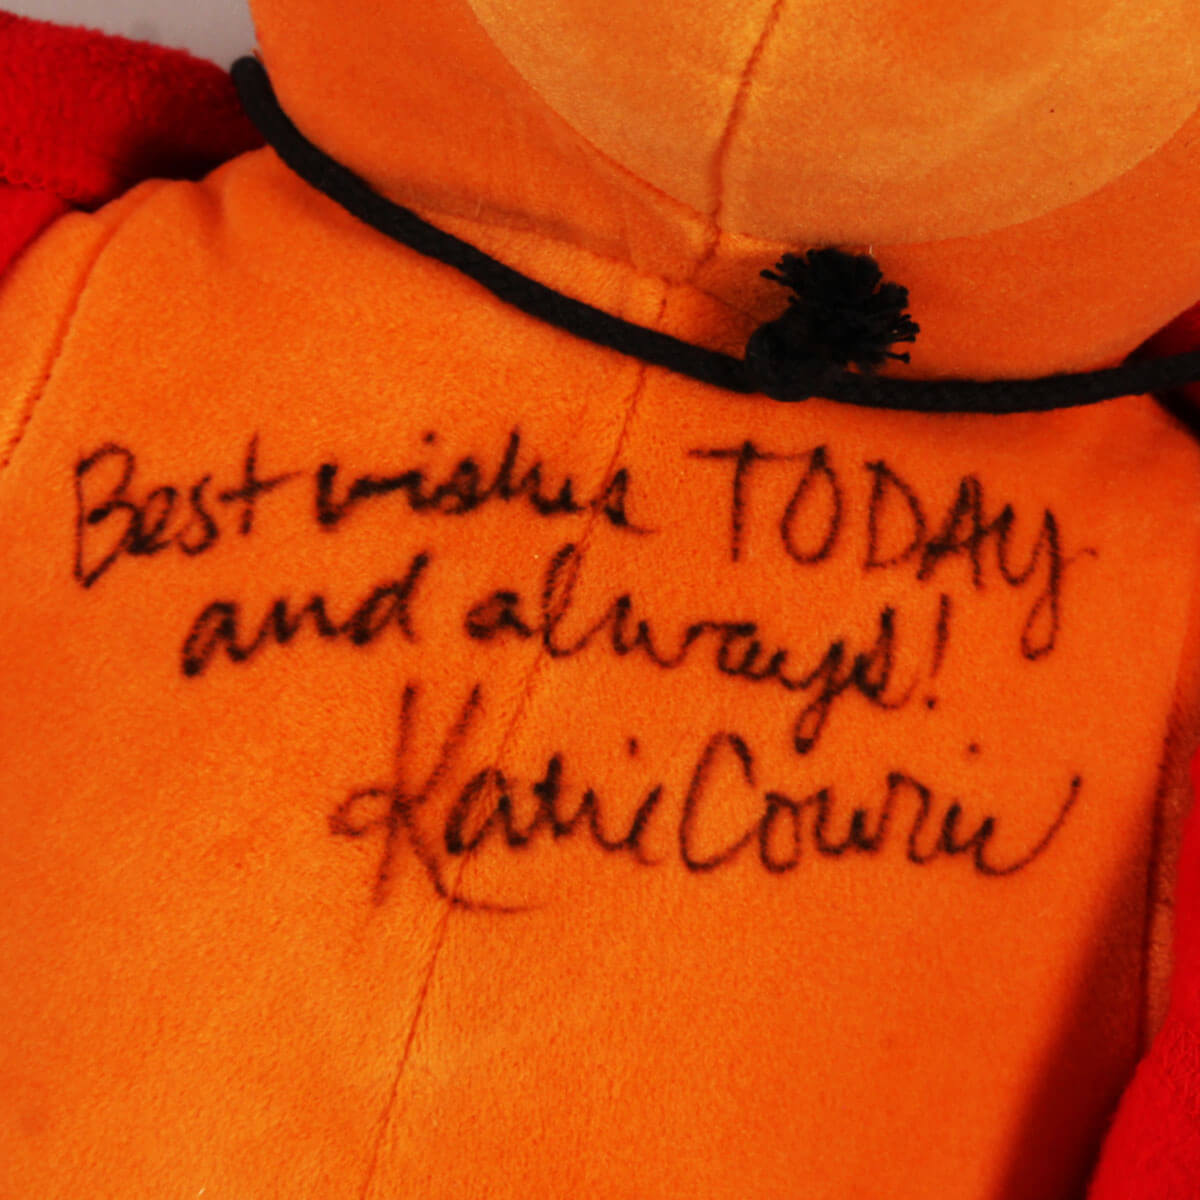 Best wishes TODAY
and always!
Katie Couric